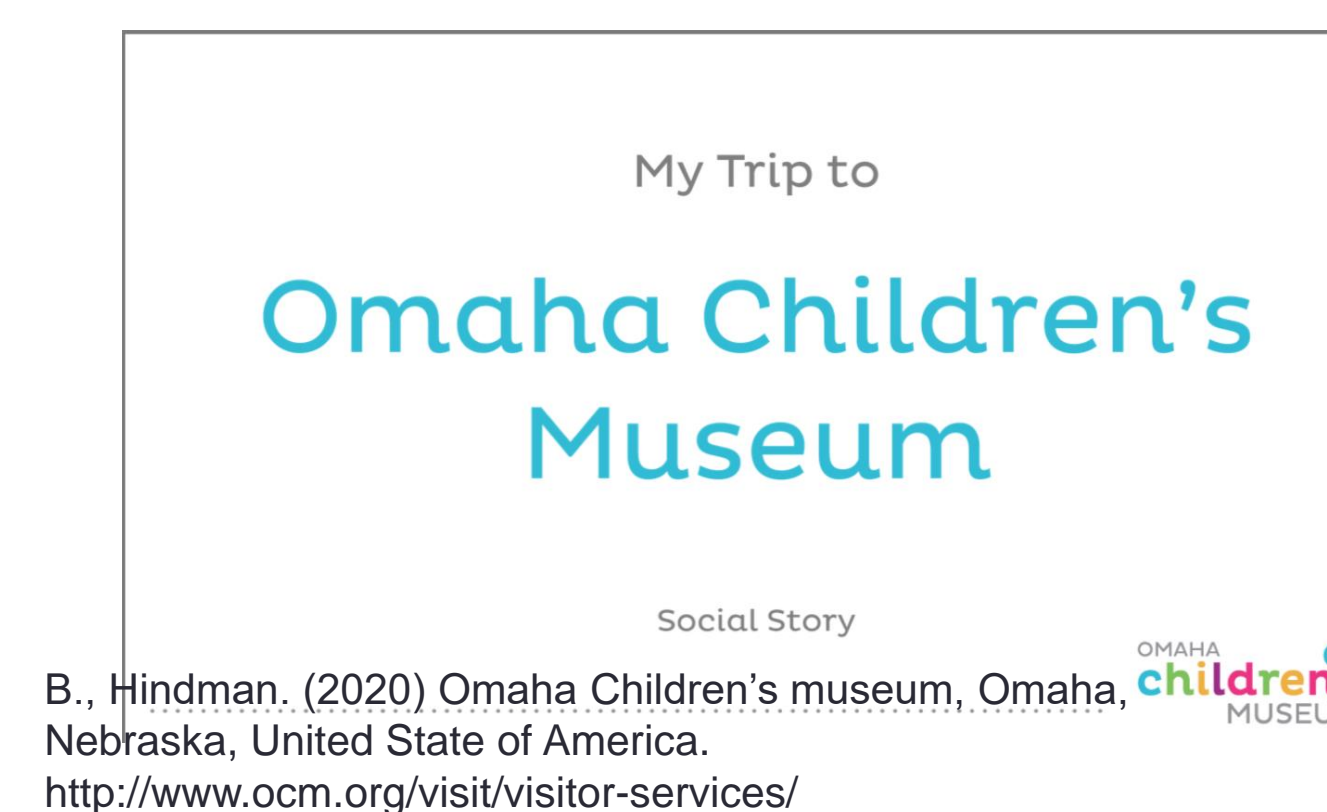 My Trip to
Omaha Children’s
Museum
Social Story
OMAHA
children
MUSEU
B., Hindman. (2020) Omaha Children’s museum, Omaha,
Nebraska, United State of America.
http://www.ocm.org/visit/visitor-services/